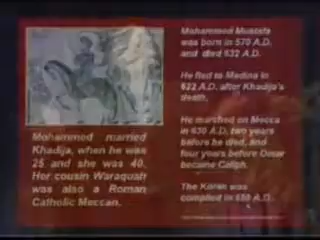 Mohammed married
Khadija, when he was
25 and she was 40.
Her cousin Waraquah
was also a Roman
Catholic Meccan.
Mohammed Mustafa
was born in 570 A.D.
and died 632 A.D.
He fled to Madina in
622 A.D. after Khadija's
death.
He marched on Mecca
in 630 A.D. two years
before he died, and
four years before Omar
became Caliph.
The Koran was
compiled in 650 A.D.